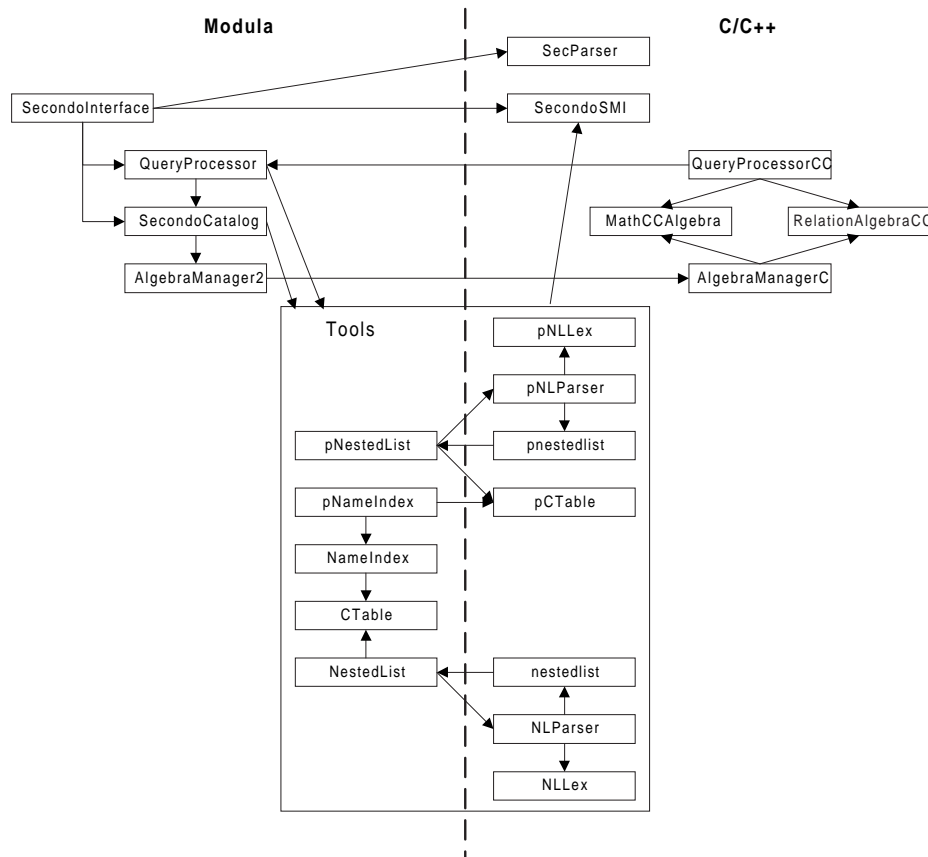 Modula
C/C++
SecParser
SecondoInterface
SecondoSMI
QueryProcessor
QueryProcessorCC
SecondoCatalog
MathCCAlgebra
RelationAlgebraCC
AlgebraManager2
AlgebraManagerC
Tools
pNLLex
pNLParser
pNestedList
pnestedlist
pNameIndex
pCTable
NameIndex
CTable
NestedList
nestedlist
NLParser
NLLex